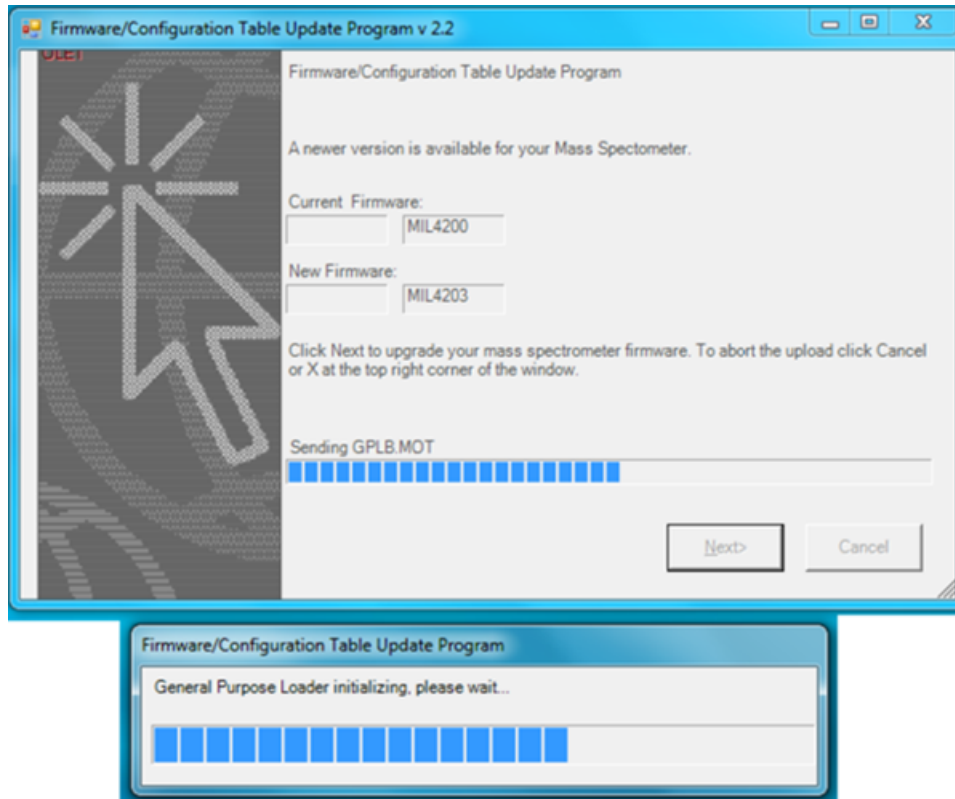 Firmware/Configuration Table Update Program v 2.2
Firmware/Configuration Table Update Program
A newer version is available for your Mass Spectometer.
Current Firmware:
MIL4200
New Firmware:
MIL4203
Click Next to upgrade your mass spectrometer firmware. To abort the upload click Cancel
or X at the top right corner of the window.
Sending GPLB.MOT
Next>
Cancel
Firmware/Configuration Table Update Program
General Purpose Loader initializing, please wait...